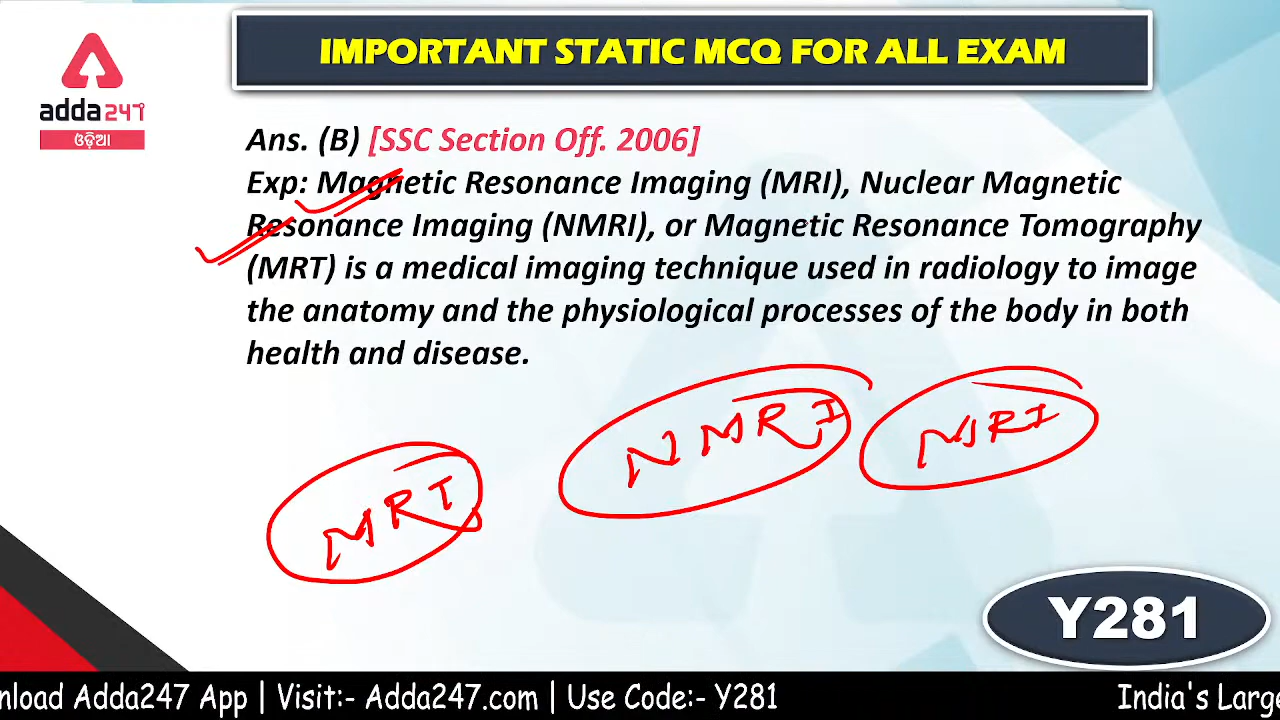 IMPORTANT STATIC MCQ FOR ALL EXAM
adda247
ଓଡ଼ିଆ
Ans. (B) [SSC Section Off. 2006]
Exp: Magnetic Resonance Imaging (MRI), Nuclear Magnetic
Resonance Imaging (NMRI), or Magnetic Resonance Tomography
(MRT) is a medical imaging technique used in radiology to image
the anatomy and the physiological processes of the body in both
health and disease.
NMRI MRI
MRI
Y281
nload Adda247 App | Visit:- Adda247.com | Use Code:- Y281 India's Large